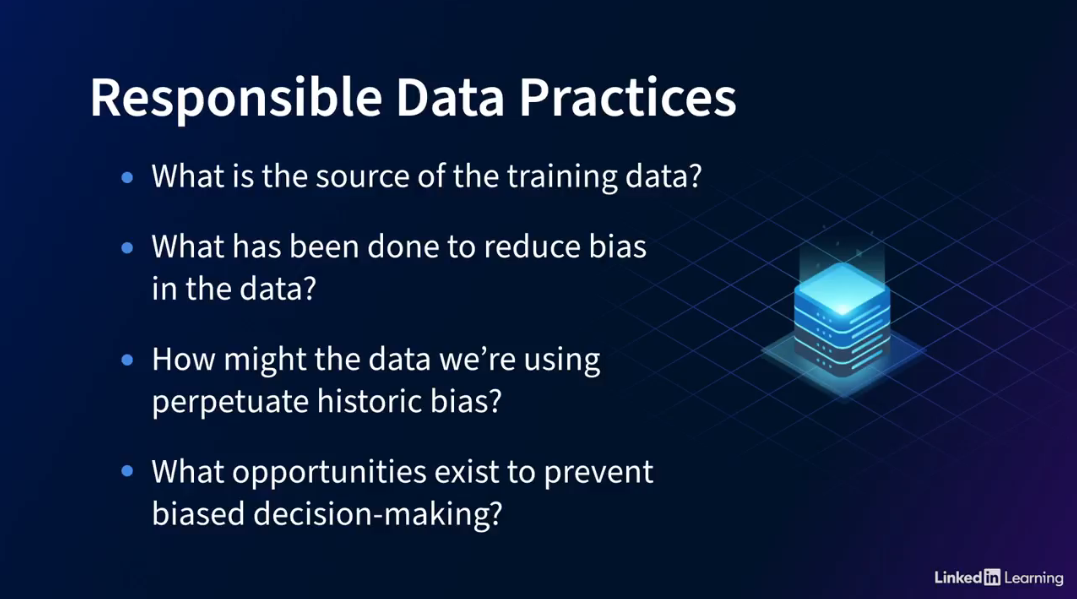 Responsible Data Practices
• What is the source of the training data?
• What has been done to reduce bias
in the data?
• How might the data we’re using
perpetuate historic bias?
• What opportunities exist to prevent
biased decision-making?
Linked in Learning